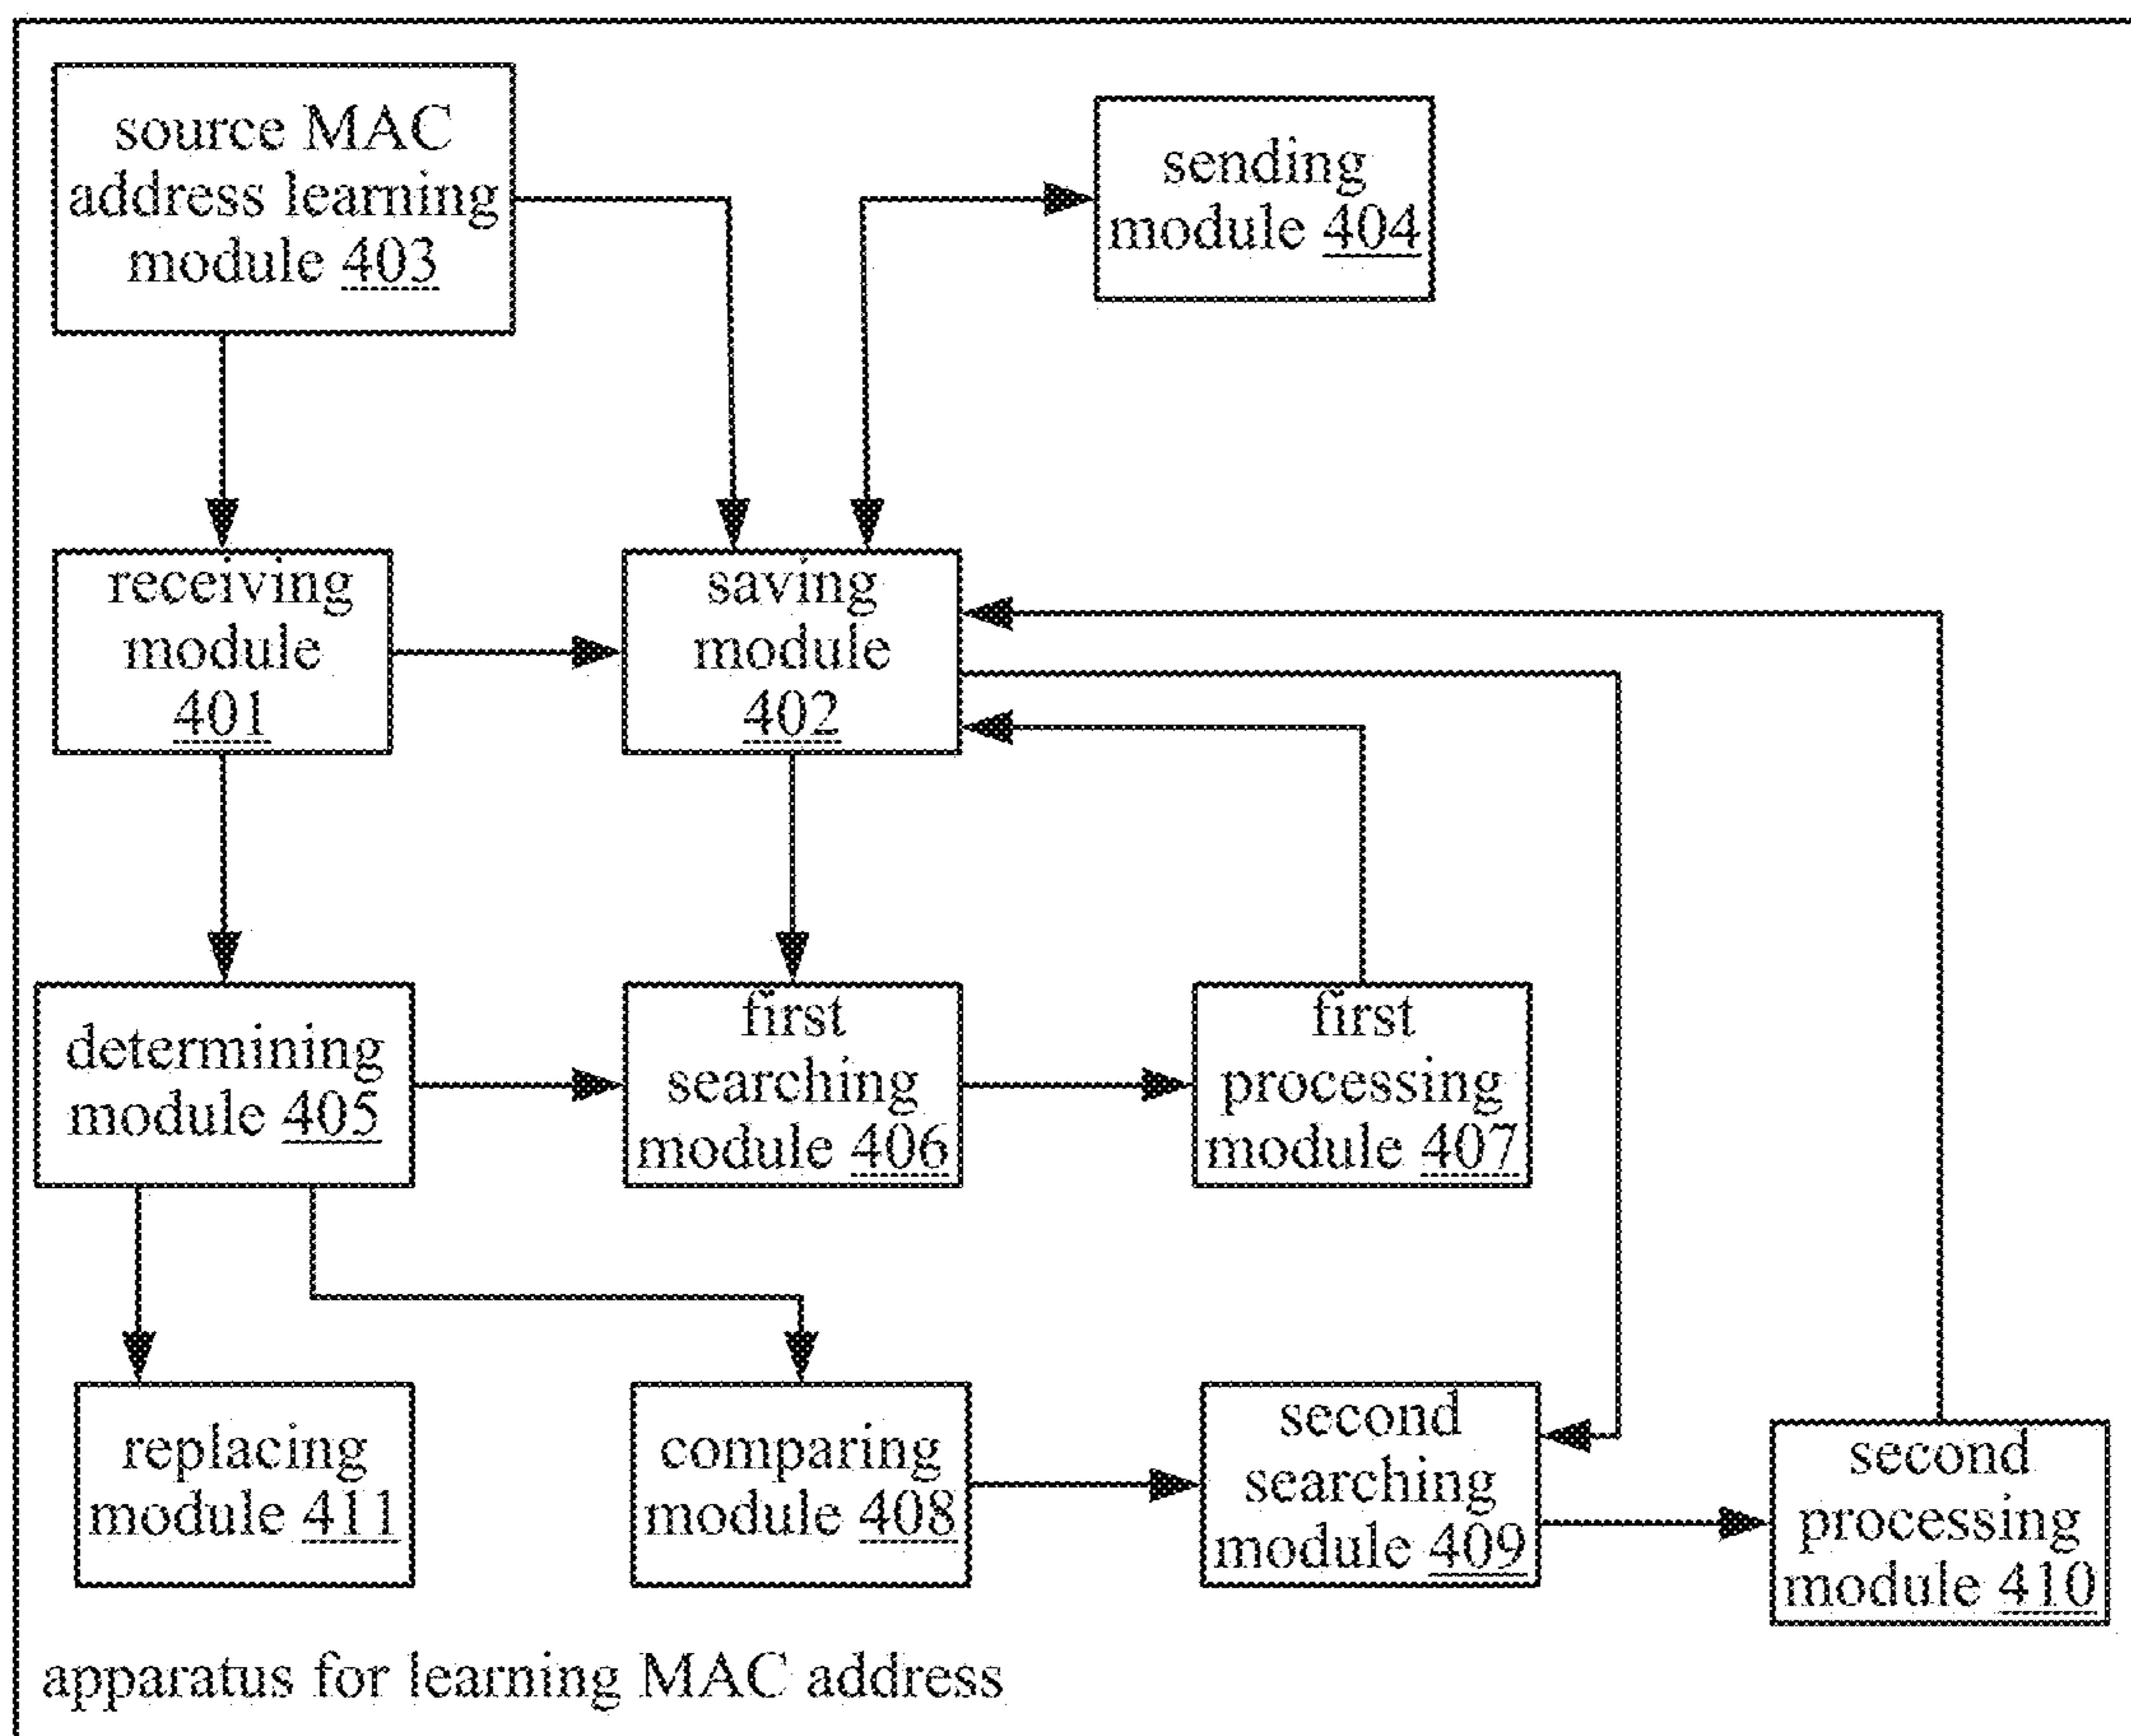 source MAC
address learning
module 403
sending
module 404
receiving
module
401
saving
module
402
determining
module 405
first
searching
module 406
first
processing
module 407
replacing
module 411
comparing
module 408
second
searching
module 409
second
processing
module 410
apparatus for learning MAC address